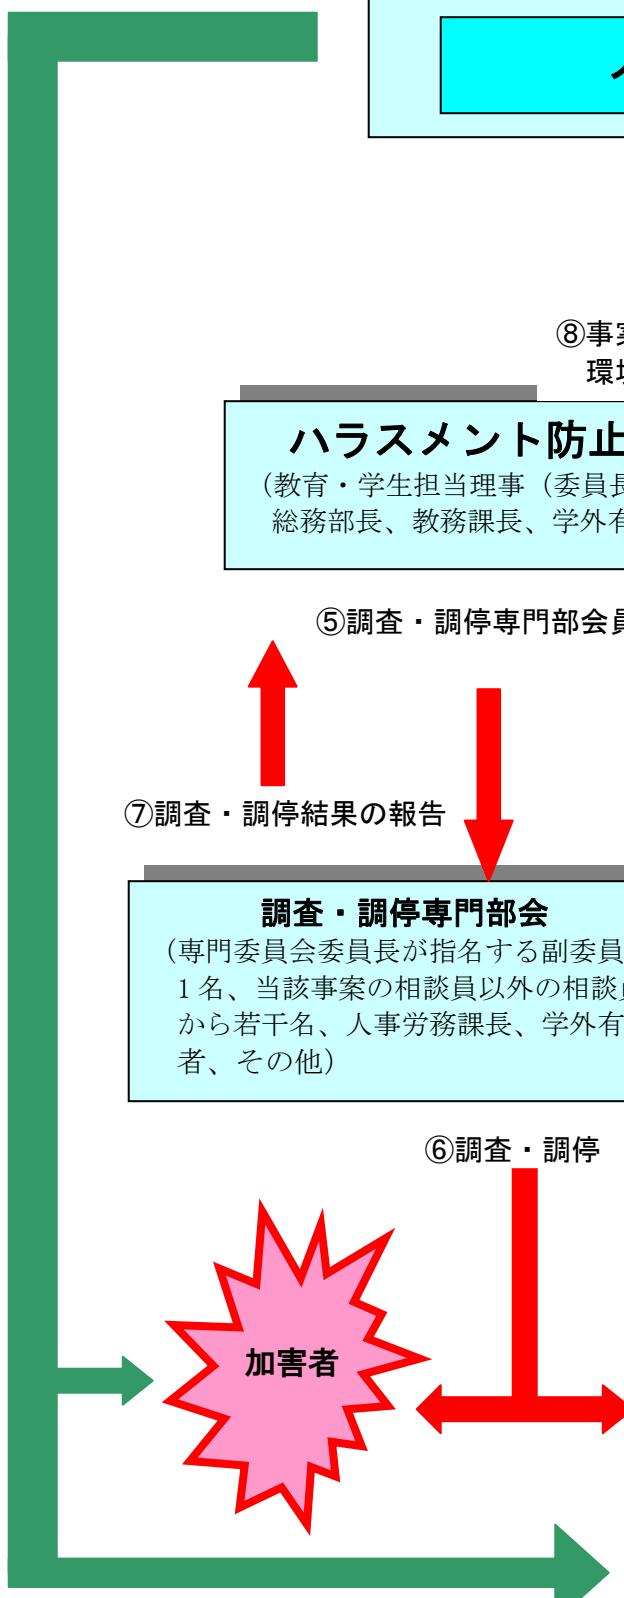 ⑧事
環
ハラスメント防止
（教育・学生担当理事（委員長
総務部長、教務課長、学外有
⑤調査・調停専門部会員
⑦調査・調停結果の報告
調査・調停専門部会
（専門委員会委員長が指名する副委員
1名、当該事案の相談員以外の相談員
から若干名、人事労務課長、学外有
者、その他）
⑥調査・調停
加害者